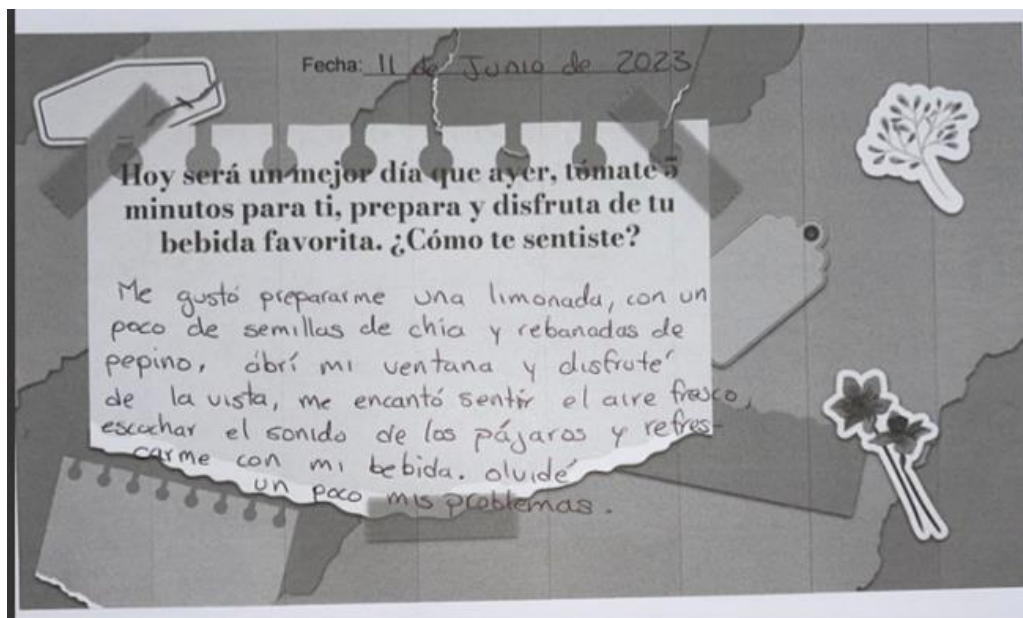 Fecha: 11 de Junio de 2023
Hoy será un mejor día que ayer, tómate 5
minutos para ti, prepara y disfruta de tu
bebida favorita. ¿Cómo te sentiste?
Me gustó prepararme una limonada, con un
poco de semillas de chia y rebanadas de
pepino, ábrí mi ventana y disfruté
de la vista, me encantó sentir el aire fresco,
escuchar el sonido de los pájaros y refres-
carme con mi bebida. olvidé
un poco mis problemas.